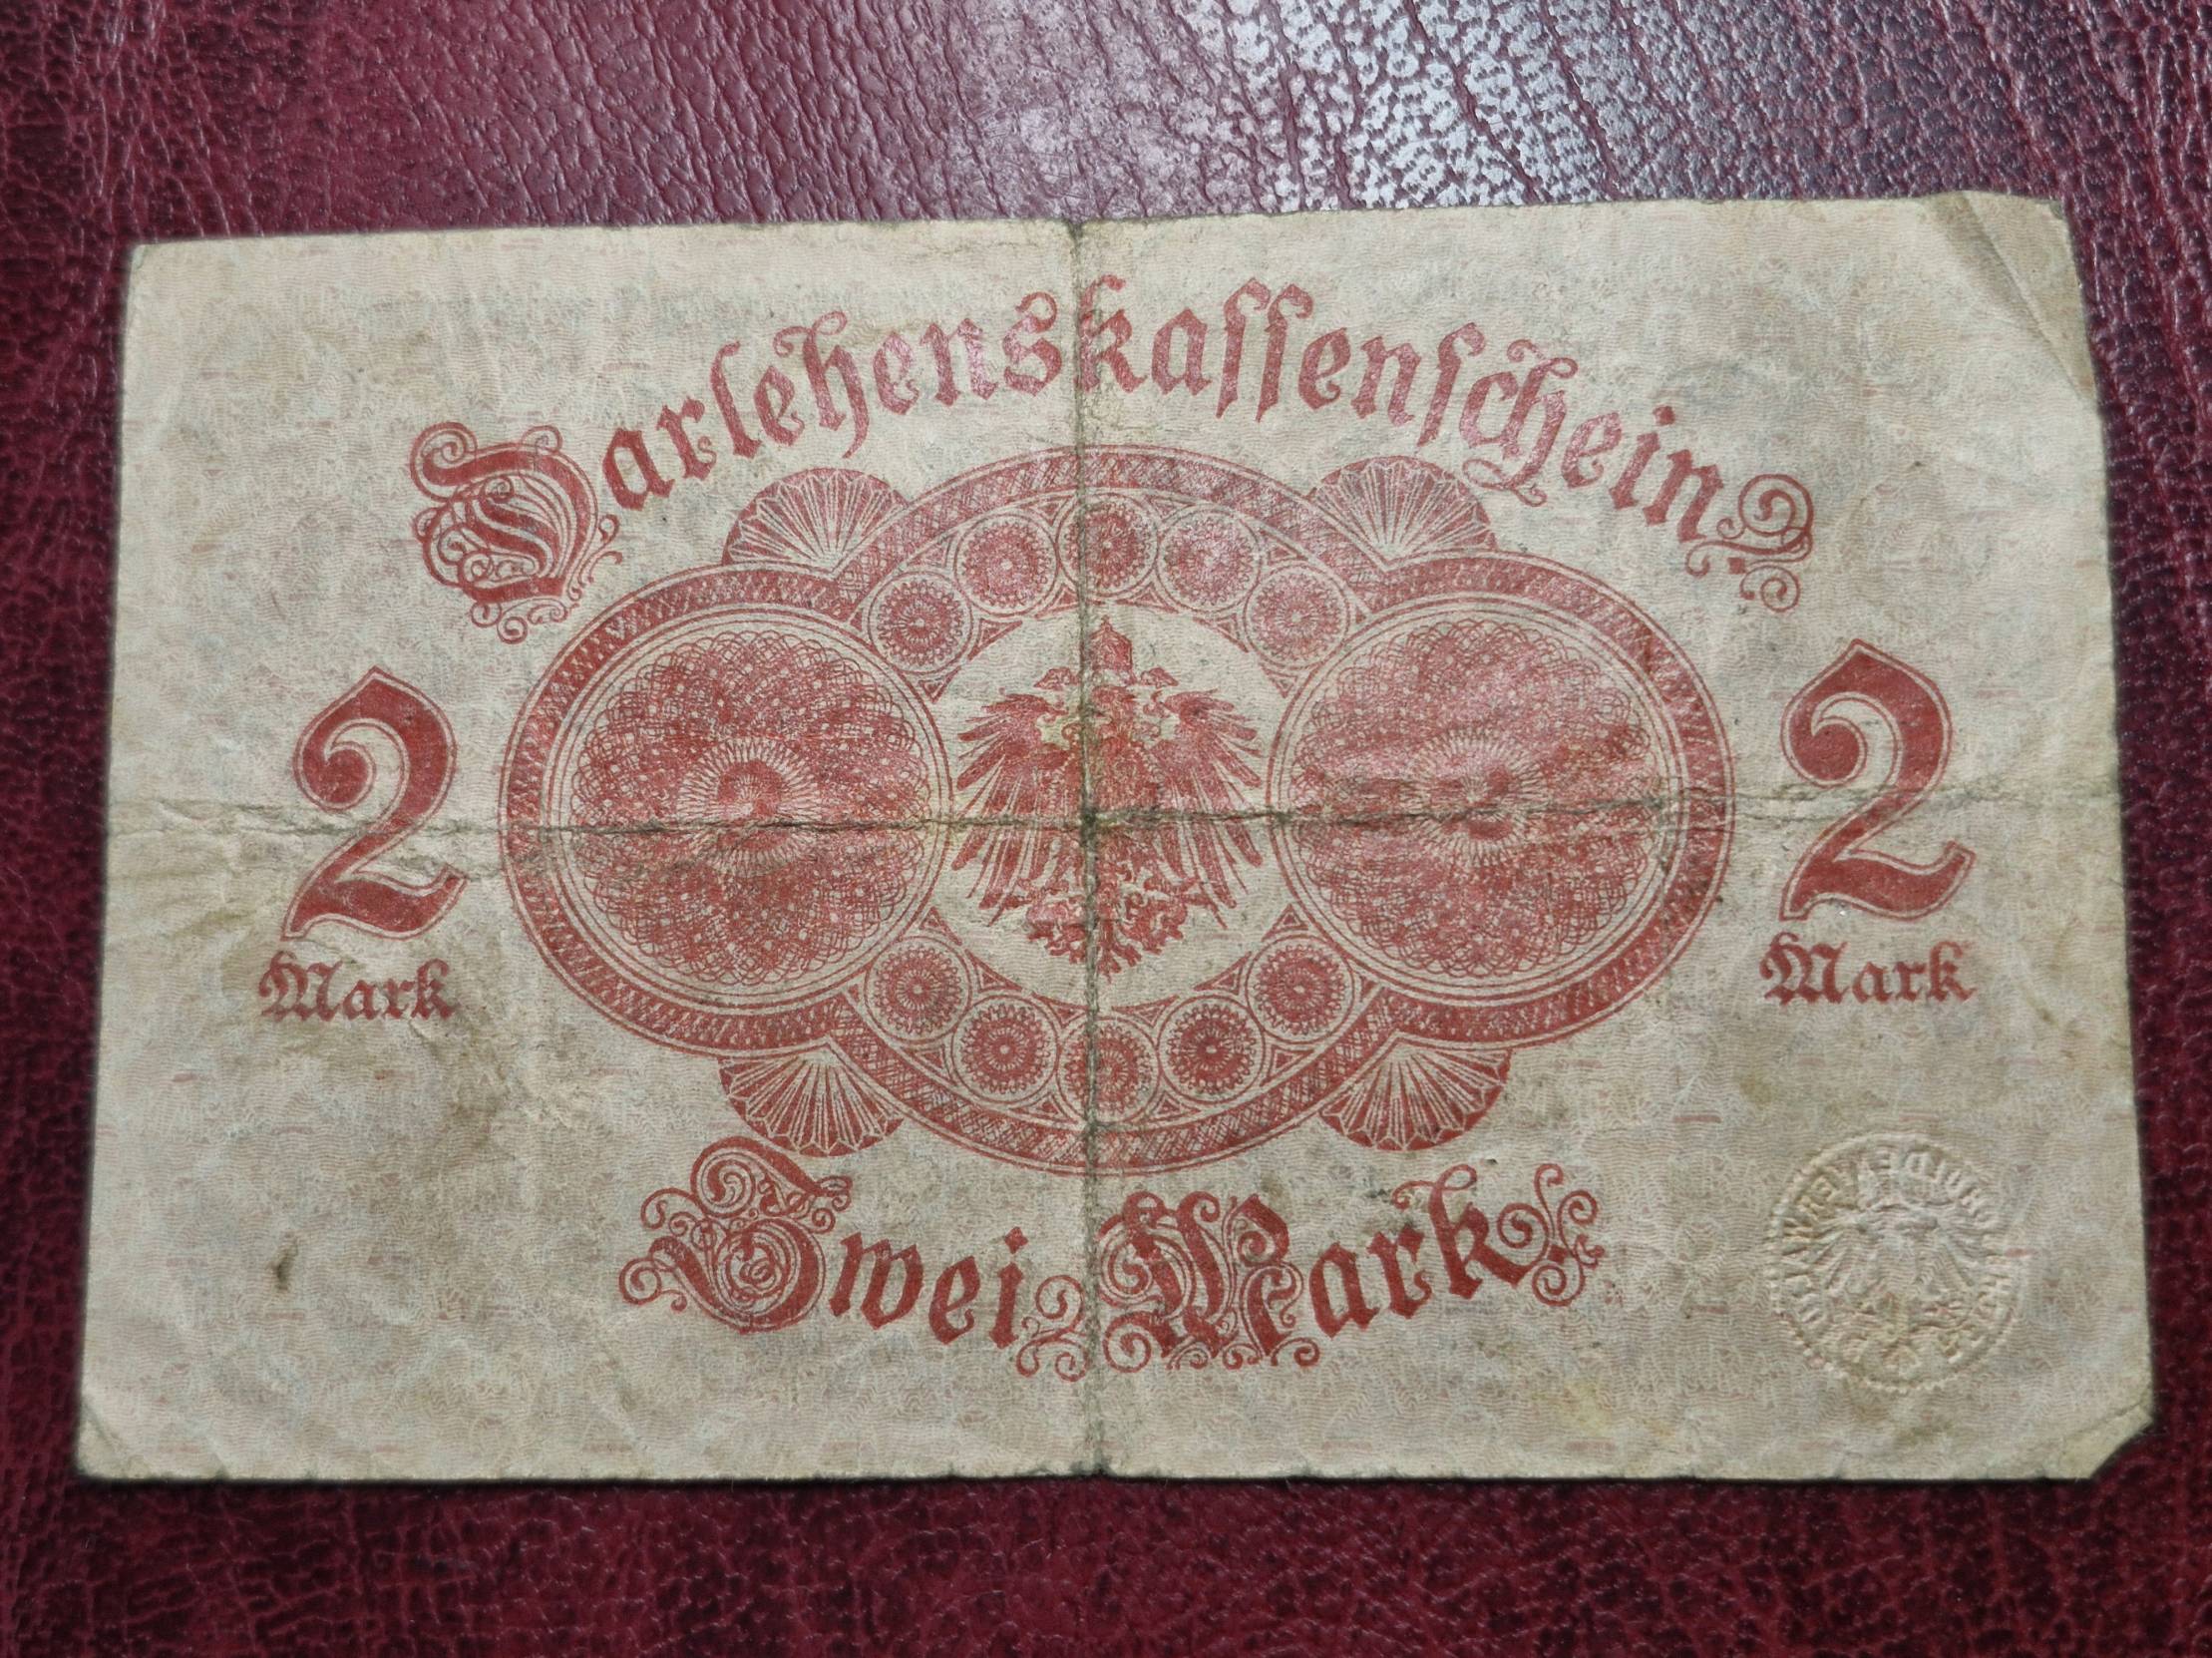 Darlehenskassenschein
2 2
Mark Mark
Zwei Mark